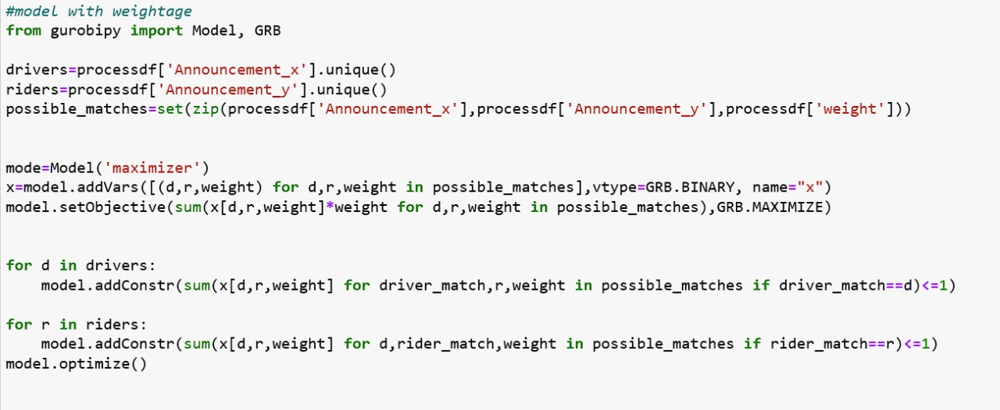 #model with weightage
from gurobipy import Model, GRB
drivers=processdf['Announcement_x'].unique()
riders=processdf['Announcement_y'].unique()
possible_matches=set(zip(processdf['Announcement_x'],processdf['Announcement_y'],processdf['weight']))
mode=Model('maximizer')
x=model.addVars([(d,r,weight) for d,r,weight in possible_matches],vtype=GRB.BINARY, name="x")
model.setObjective(sum(x[d,r,weight]*weight for d,r,weight in possible_matches),GRB.MAXIMIZE)
for d in drivers:
    model.addConstr(sum(x[d,r,weight] for driver_match,r,weight in possible_matches if driver_match==d)<=1)
for r in riders:
    model.addConstr(sum(x[d,r,weight] for d,rider_match,weight in possible_matches if rider_match==r)<=1)
model.optimize()